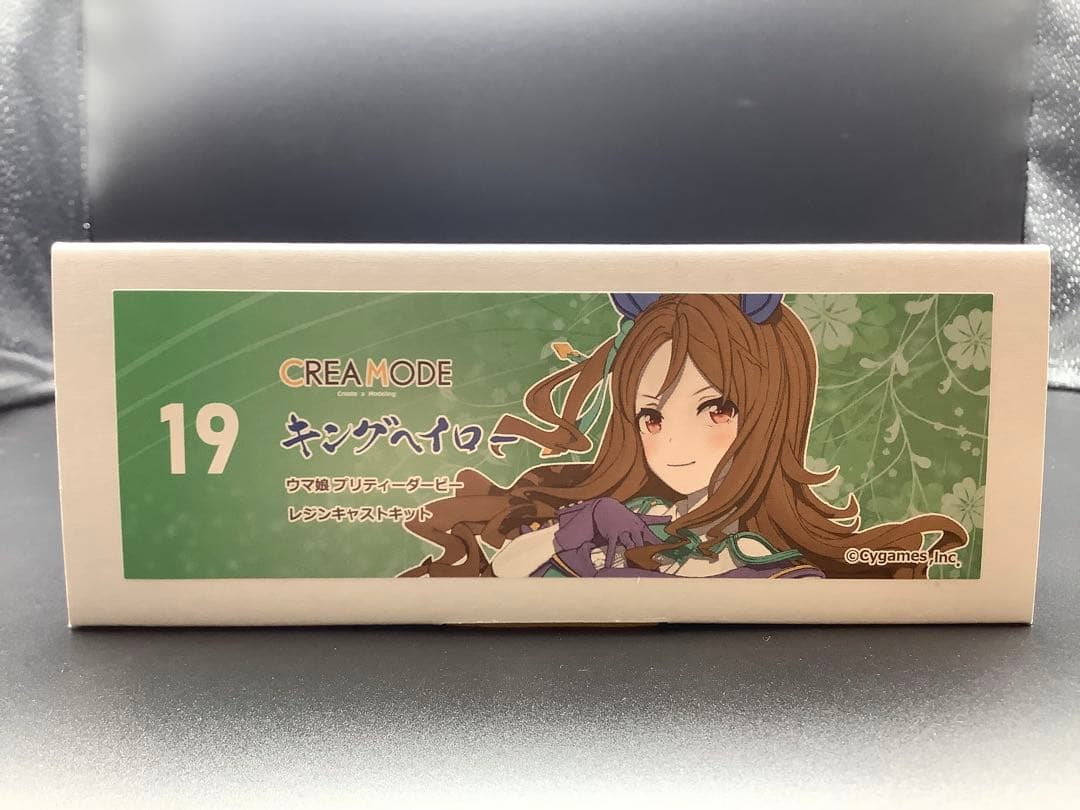 19
CREAMODE
Create x Modeling
キングヘイロー
ウマ娘 プリティーダービー
レジンキャストキット
©Cygames,Inc.